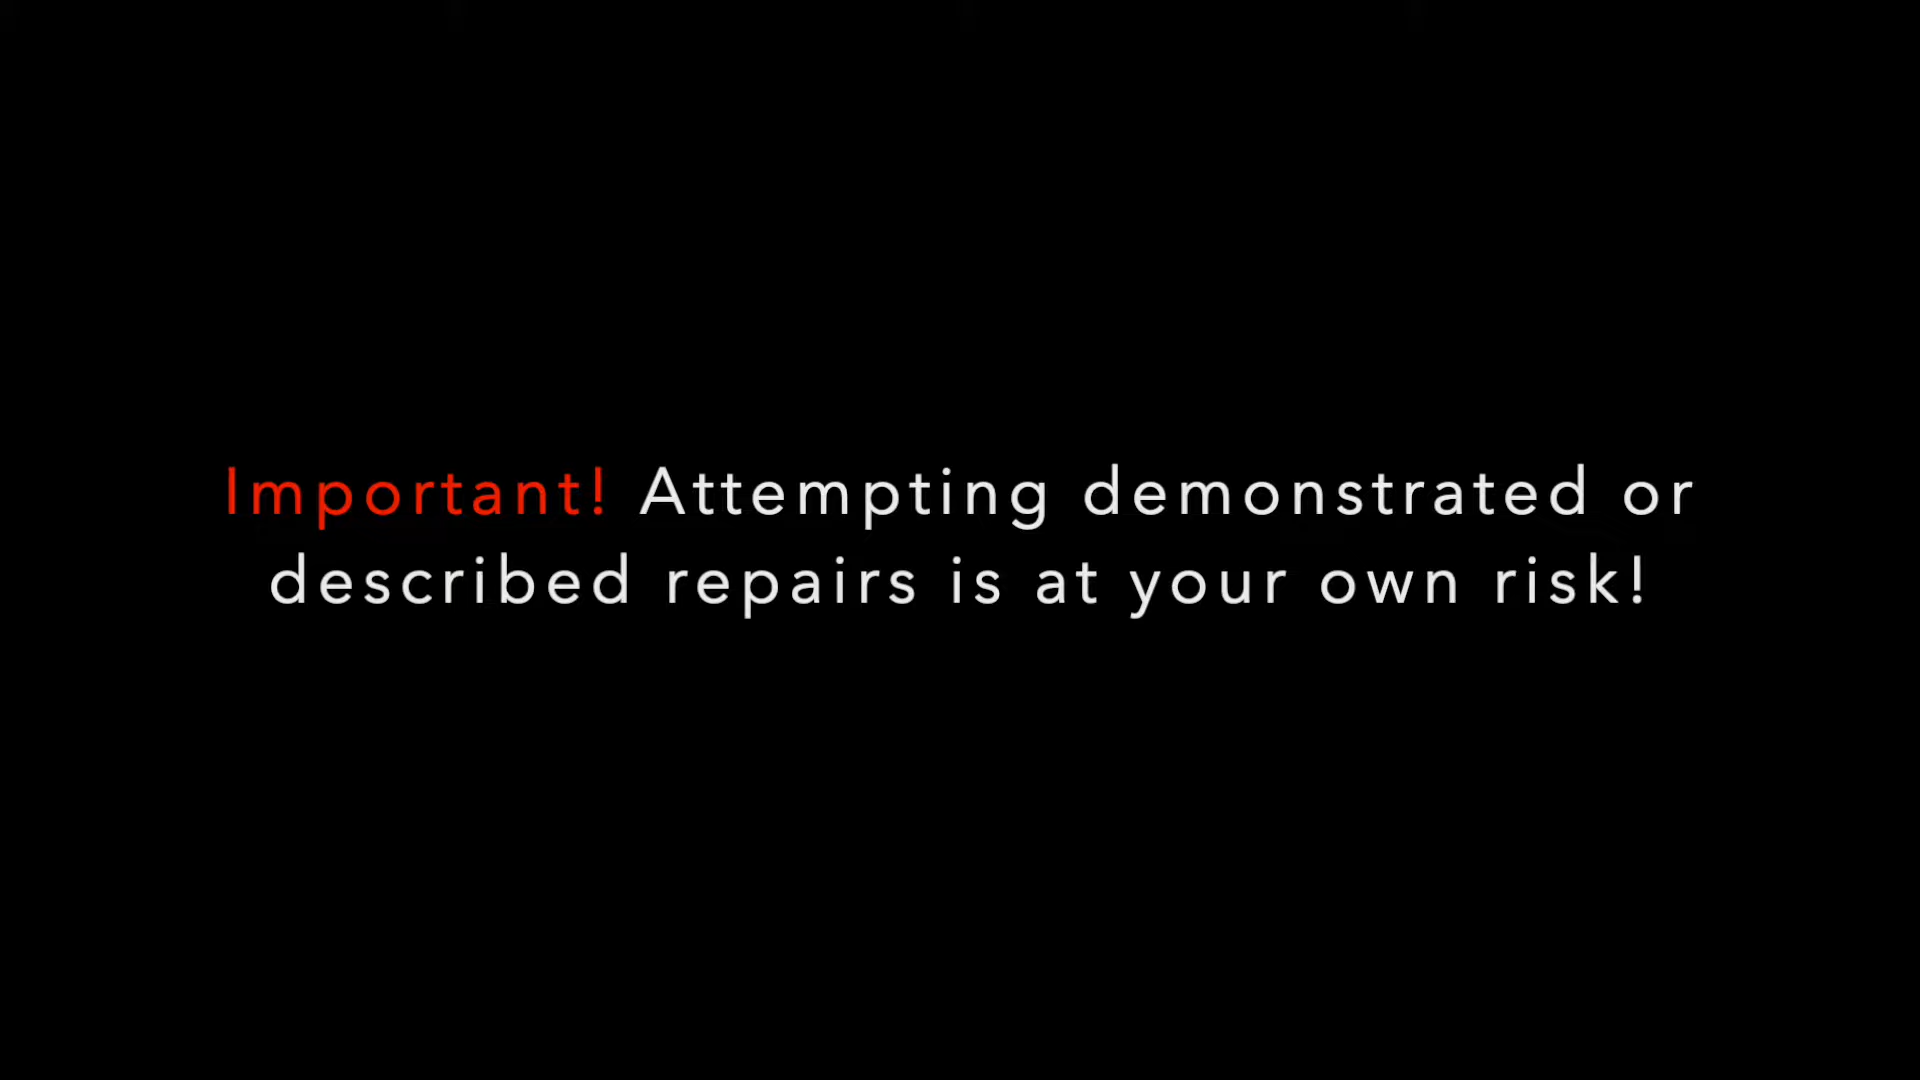 Important! Attempting demonstrated or
described repairs is at your own risk!